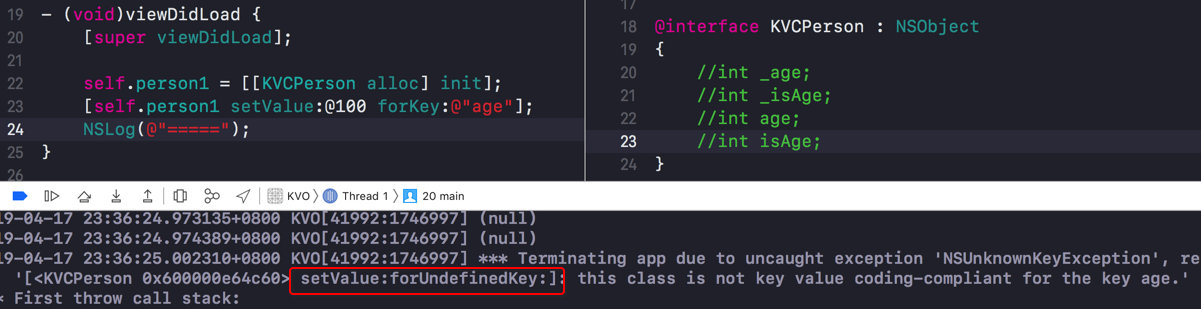 19 - (void)viewDidLoad {
20 [super viewDidLoad];
21
22 self.person1 = [[KVCPerson alloc] init];
23 [self.person1 setValue:@100 forKey:@"age"];
24 NSLog(@"=====");
25 }
26
17
18 @interface KVCPerson : NSObject
19 {
20 //int _age;
21 //int _isAge;
22 //int age;
23 //int isAge;
24 }
KVO 〉 Thread 1 〉 20 main
19-04-17 23:36:24.973135+0800 KVO[41992:1746997] (null)
19-04-17 23:36:24.974389+0800 KVO[41992:1746997] (null)
19-04-17 23:36:25.002310+0800 KVO[41992:1746997] *** Terminating app due to uncaught exception 'NSUnknownKeyException', re
'[<KVCPerson 0x600000e64c60> setValue:forUndefinedKey:]: this class is not key value coding-compliant for the key age.'
* First throw call stack: